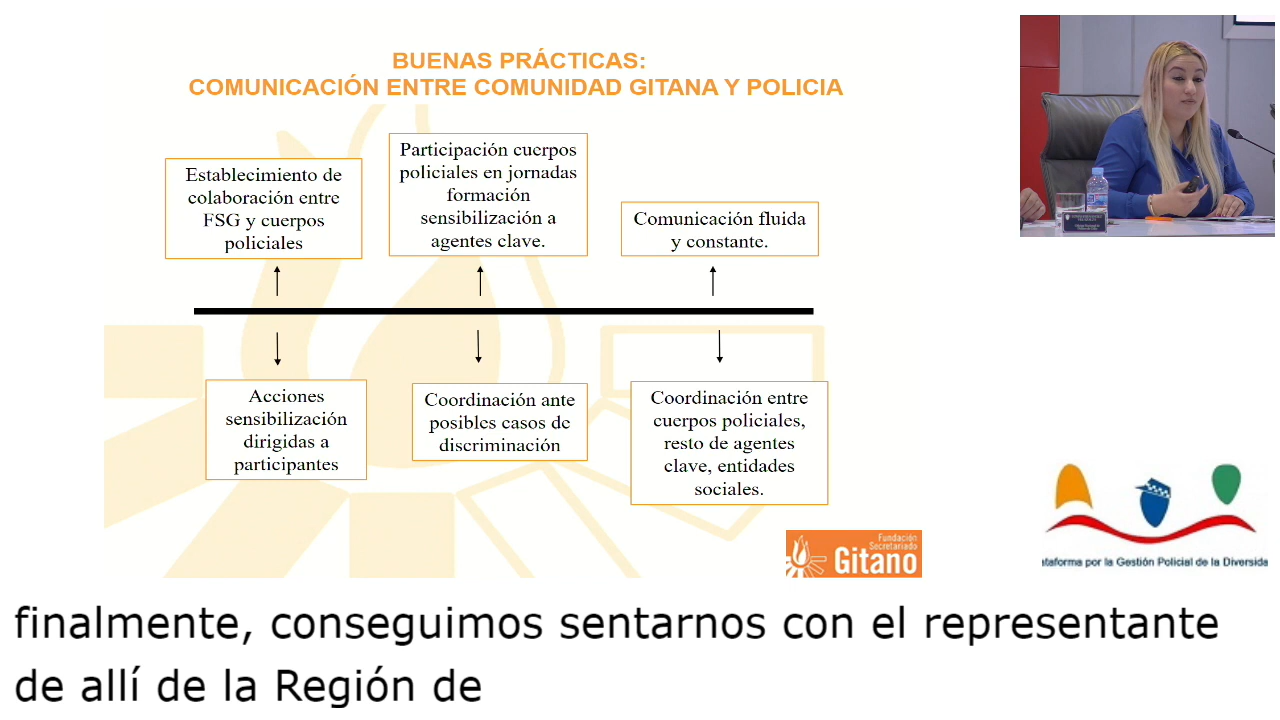 BUENAS PRÁCTICAS:
COMUNICACIÓN ENTRE COMUNIDAD GITANA Y POLICIA
Establecimiento de
colaboración entre
FSG y cuerpos
policiales
Participación cuerpos
policiales en jornadas
formación
sensibilización a
agentes clave.
Comunicación fluida
y constante.
Acciones
sensibilización
dirigidas a
participantes
Coordinación ante
posibles casos de
discriminación
Coordinación entre
cuerpos policiales,
resto de agentes
clave, entidades
sociales.
Fundación
Secretariado
Gitano
ataforma por la Gestión Policial de la Diversida
finalmente, conseguimos sentarnos con el representante
de allí de la Región de